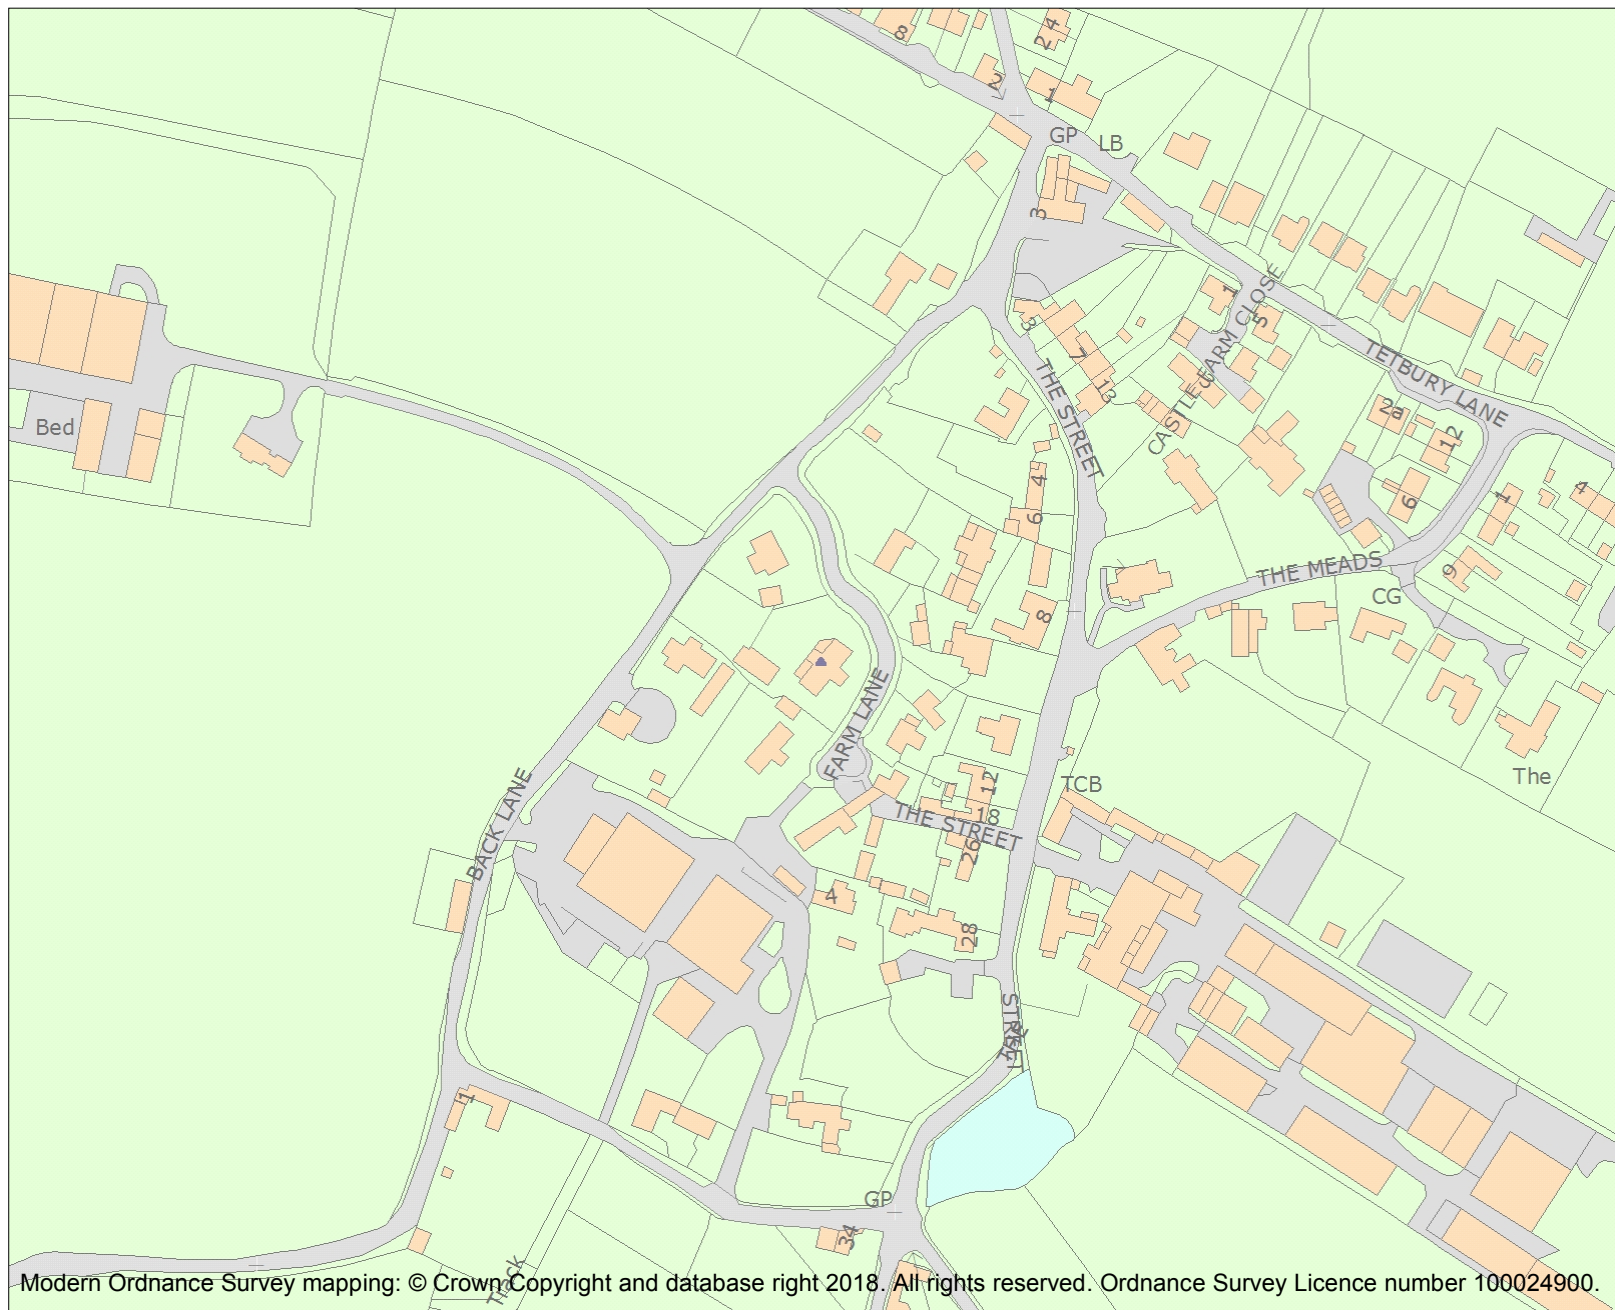 8
2 4
2
1
GP LB
3
1
CASTLE FARM CLOSE
5
3
7
13
THE STREET
TETBURY LANE
2a
12
Bed
4
6
6
1
4
9
THE MEADS
CG
8
FARM LANE
The
BACK LANE
12
TCB
18
THE STREET
26
4
28
STREET
THE
1
GP
34
Track
Modern Ordnance Survey mapping: © Crown Copyright and database right 2018. All rights reserved. Ordnance Survey Licence number 100024900.